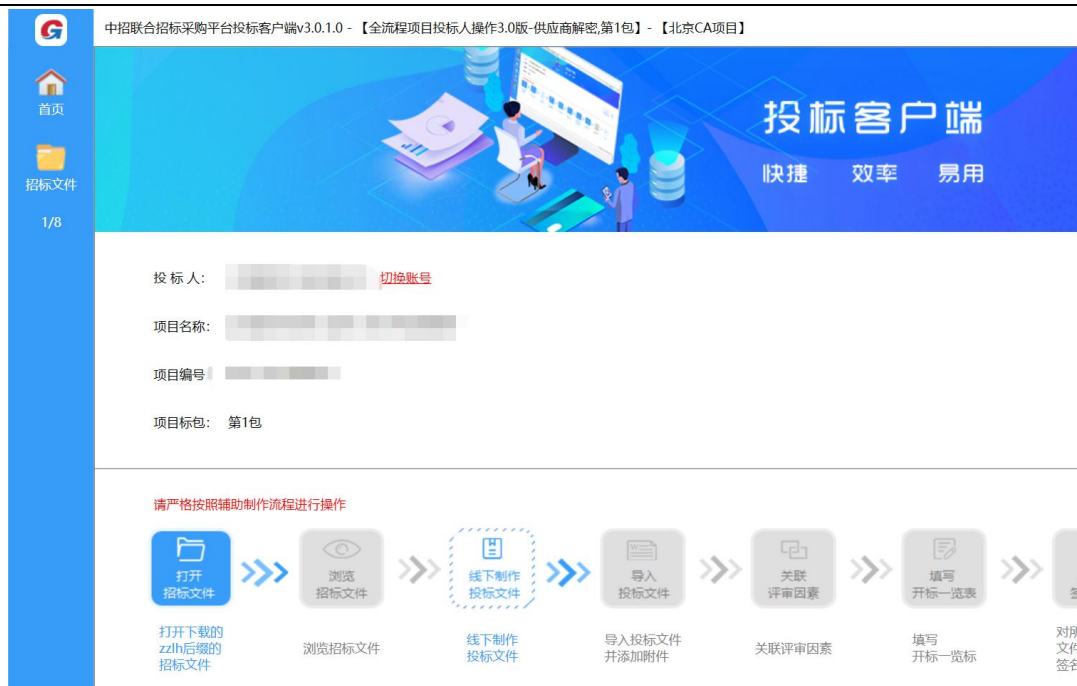 中招联合招标采购平台投标客户端v3.0.1.0 - 【全流程项目投标人操作3.0版-供应商解密,第1包】 - 【北京CA项目】
首页
招标文件
1/8
投标客户端
快捷 效率 易用
投 标 人: 切换账号
项目名称:
项目编号
项目标包: 第1包
请严格按照辅助制作流程进行操作
打开
招标文件
浏览
招标文件
线下制作
投标文件
导入
投标文件
关联
评审因素
填写
开标一览表
打开下载的
zzlh后缀的
招标文件
浏览招标文件
线下制作
投标文件
导入投标文件
并添加附件
关联评审因素
填写
开标一览标
对所
文件
签名